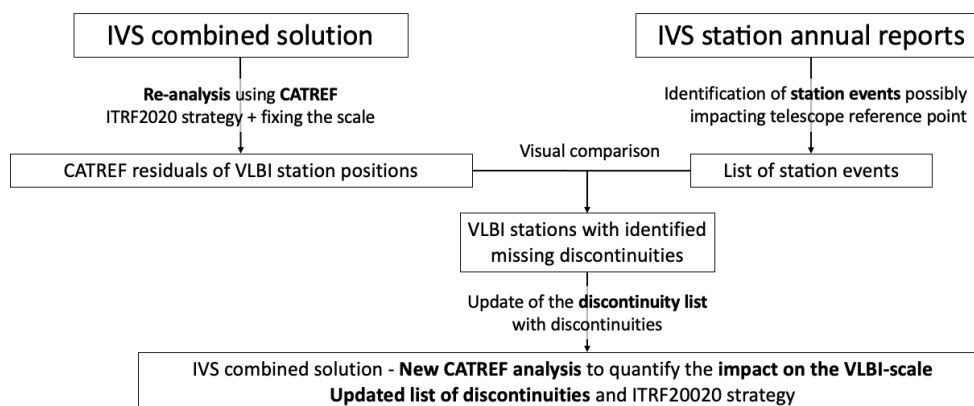 IVS combined solution
IVS station annual reports
Re-analysis using CATREF
ITRF2020 strategy + fixing the scale
Identification of station events possibly
impacting telescope reference point
CATREF residuals of VLBI station positions
Visual comparison
List of station events
VLBI stations with identified
missing discontinuities
Update of the discontinuity list
with discontinuities
IVS combined solution - New CATREF analysis to quantify the impact on the VLBI-scale
Updated list of discontinuities and ITRF20020 strategy